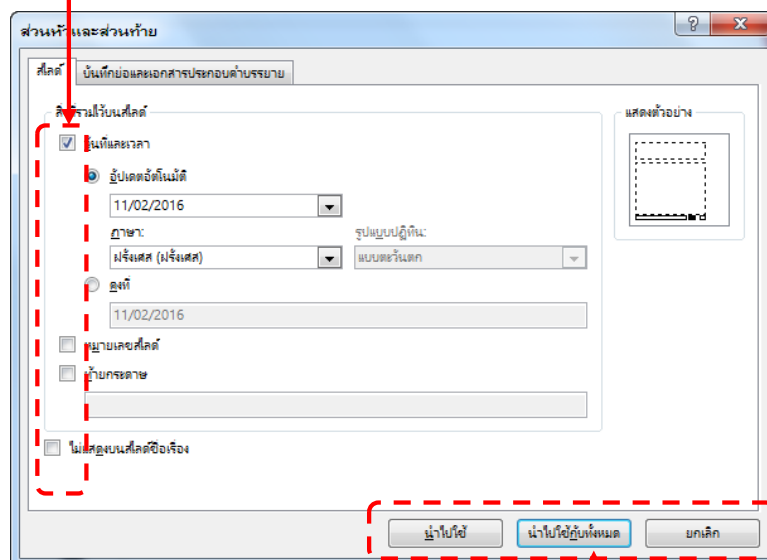 ส่วนหัวและส่วนท้าย
สไลด์ บันทึกย่อและเอกสารประกอบคำบรรยาย
สิ่งที่รวมไว้บนสไลด์
แสดงตัวอย่าง
วันที่และเวลา
อัปเดตอัตโนมัติ
11/02/2016
ภาษา: รูปแบบปฏิทิน:
ฝรั่งเศส (ฝรั่งเศส) แบบตะวันตก
คงที่
11/02/2016
หมายเลขสไลด์
ท้ายกระดาษ
ไม่แสดงบนสไลด์ชื่อเรื่อง
นำไปใช้ นำไปใช้กับทั้งหมด ยกเลิก